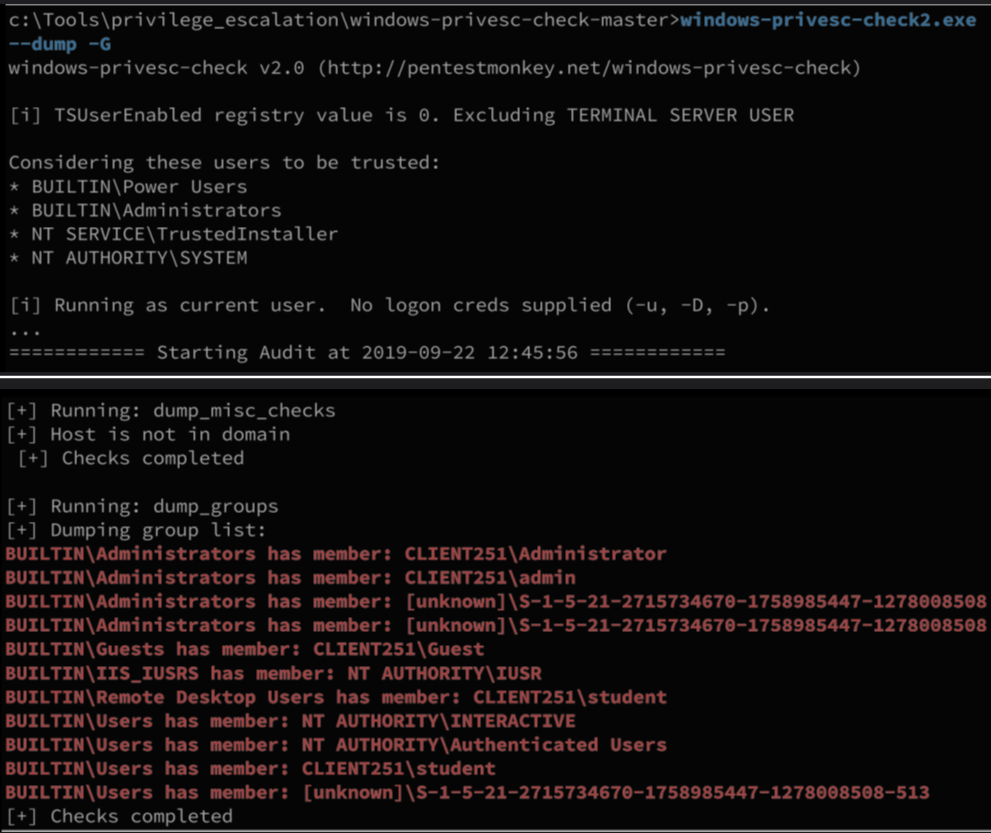 c:\Tools\privilege_escalation\windows-privesc-check-master>windows-privesc-check2.exe
--dump -G
windows-privesc-check v2.0 (http://pentestmonkey.net/windows-privesc-check)
[i] TSUserEnabled registry value is 0. Excluding TERMINAL SERVER USER
Considering these users to be trusted:
* BUILTIN\Power Users
* BUILTIN\Administrators
* NT SERVICE\TrustedInstaller
* NT AUTHORITY\SYSTEM
[i] Running as current user.  No logon creds supplied (-u, -D, -p).
...
============ Starting Audit at 2019-09-22 12:45:56 ============
[+] Running: dump_misc_checks
[+] Host is not in domain
[+] Checks completed
[+] Running: dump_groups
[+] Dumping group list:
BUILTIN\Administrators has member: CLIENT251\Administrator
BUILTIN\Administrators has member: CLIENT251\admin
BUILTIN\Administrators has member: [unknown]\S-1-5-21-2715734670-1758985447-1278008508
BUILTIN\Administrators has member: [unknown]\S-1-5-21-2715734670-1758985447-1278008508
BUILTIN\Guests has member: CLIENT251\Guest
BUILTIN\IIS_IUSRS has member: NT AUTHORITY\IUSR
BUILTIN\Remote Desktop Users has member: CLIENT251\student
BUILTIN\Users has member: NT AUTHORITY\INTERACTIVE
BUILTIN\Users has member: NT AUTHORITY\Authenticated Users
BUILTIN\Users has member: CLIENT251\student
BUILTIN\Users has member: [unknown]\S-1-5-21-2715734670-1758985447-1278008508-513
[+] Checks completed